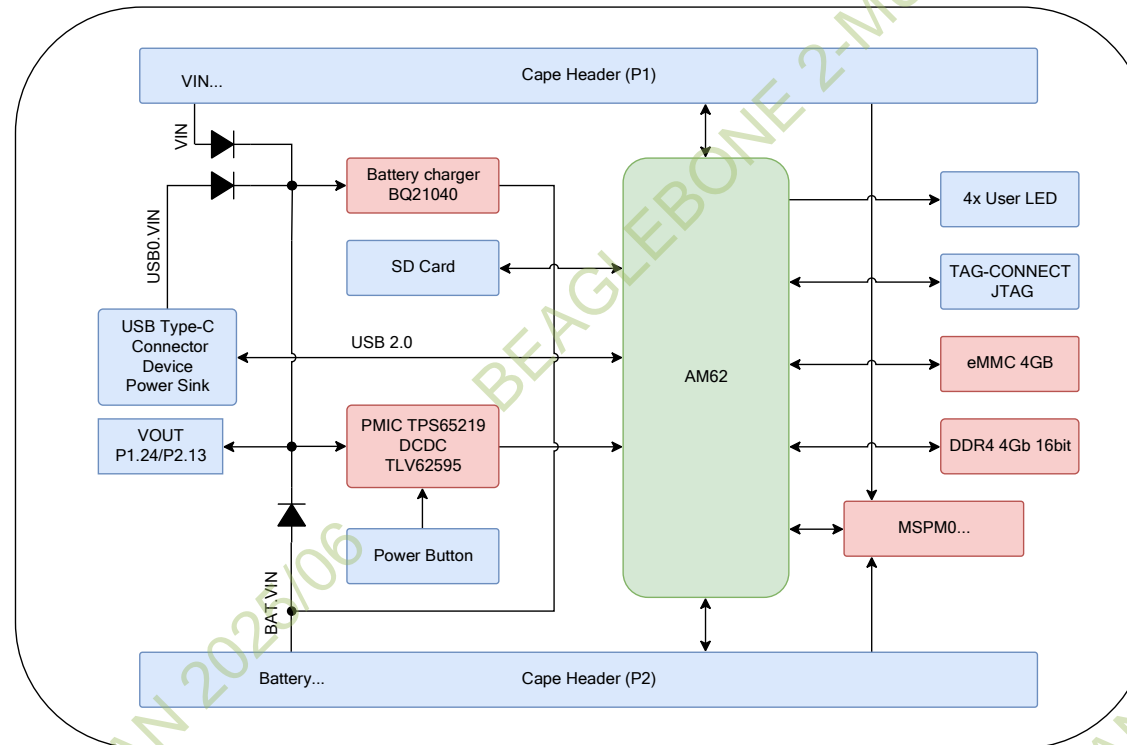 Cape Header (P1)
VIN...
VIN
Battery charger
BQ21040
4x User LED
USB0.VIN
SD Card
TAG-CONNECT
JTAG
USB Type-C
Connector
Device
Power Sink
USB 2.0
AM62
eMMC 4GB
VOUT
P1.24/P2.13
PMIC TPS65219
DCDC
TLV62595
DDR4 4Gb 16bit
MSPM0...
Power Button
BAT.VIN
Battery...
Cape Header (P2)
BEAGLEBONE 2-M
2025/06